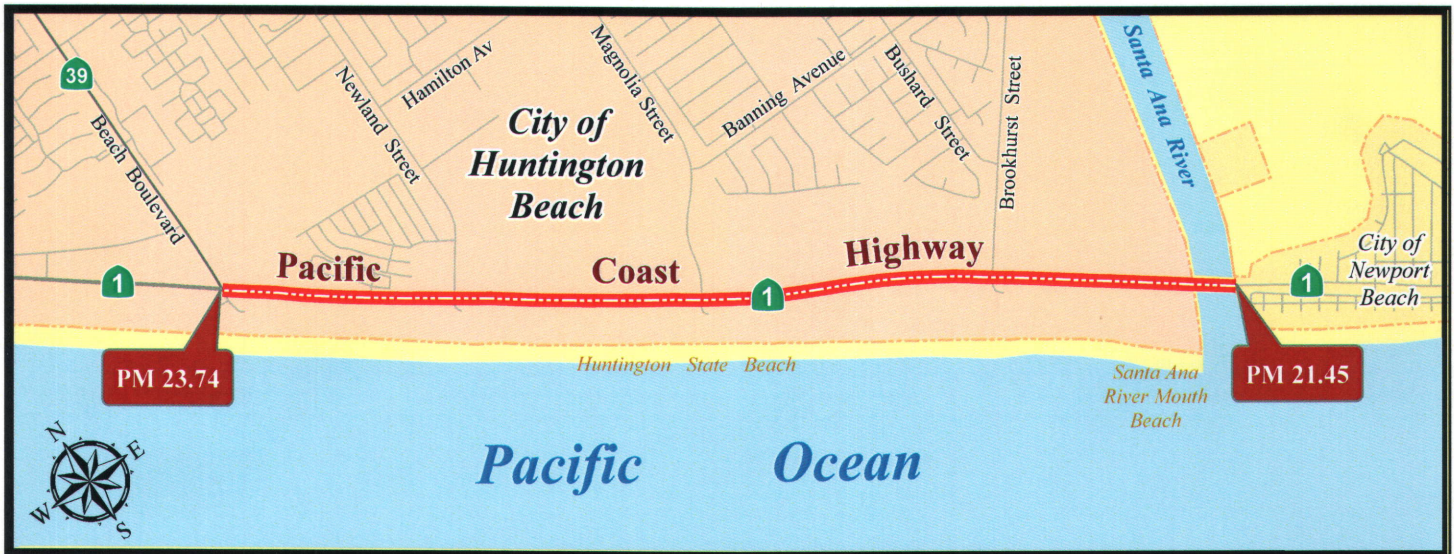 39
Beach Boulevard
Newland Street
Hamilton Av
City of
Huntington
Beach
Magnolia Street
Banning Avenue
Bushard Street
Brookhurst Street
Santa Ana River
City of
Newport
Beach
1
Pacific Coast Highway
1
1
PM 23.74
Huntington State Beach
Santa Ana
River Mouth
Beach
PM 21.45
Pacific Ocean
N
E
W
S